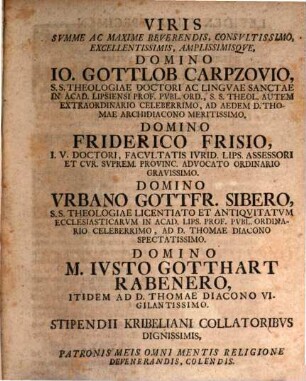 VIRIS
SVMME AC MAXIME REVERENDIS, CONSVLTISSIMO,
EXCELLENTISSIMIS, AMPLISSIMISQVE,
DOMINO
IO. GOTTLOB CARPZOVIO,
S.S. THEOLOGIAE DOCTORI AC LINGVAE SANCTAE
IN ACAD. LIPSIENSI PROF. PVBL. ORD., S. S. THEOL. AVTEM
EXTRAORDINARIO CELEBERRIMO, AD AEDEM D. THO-
MAE ARCHIDIACONO MERITISSIMO,
DOMINO
FRIDERICO FRISIO,
I. V. DOCTORI, FACVLTATIS IVRID. LIPS. ASSESSORI
ET CVR. SVPREM. PROVINC. ADVOCATO ORDINARIO
GRAVISSIMO.
DOMINO
VRBANO GOTTFR. SIBERO,
S.S. THEOLOGIAE LICENTIATO ET ANTIQVITATVM
ECCLESIASTICARVM IN ACAD. LIPS. PROF. PVBL. ORDINA-
RIO CELEBERRIMO, AD D. THOMAE DIACONO
SPECTATISSIMO.
DOMINO
M. IVSTO GOTTHART
RABENERO,
ITIDEM AD D. THOMAE DIACONO VI-
GILANTISSIMO.
STIPENDII KRIBELIANI COLLATORIBVS
DIGNISSIMIS,
PATRONIS MEIS OMNI MENTIS RELIGIONE
DEVENERANDIS, COLENDIS.